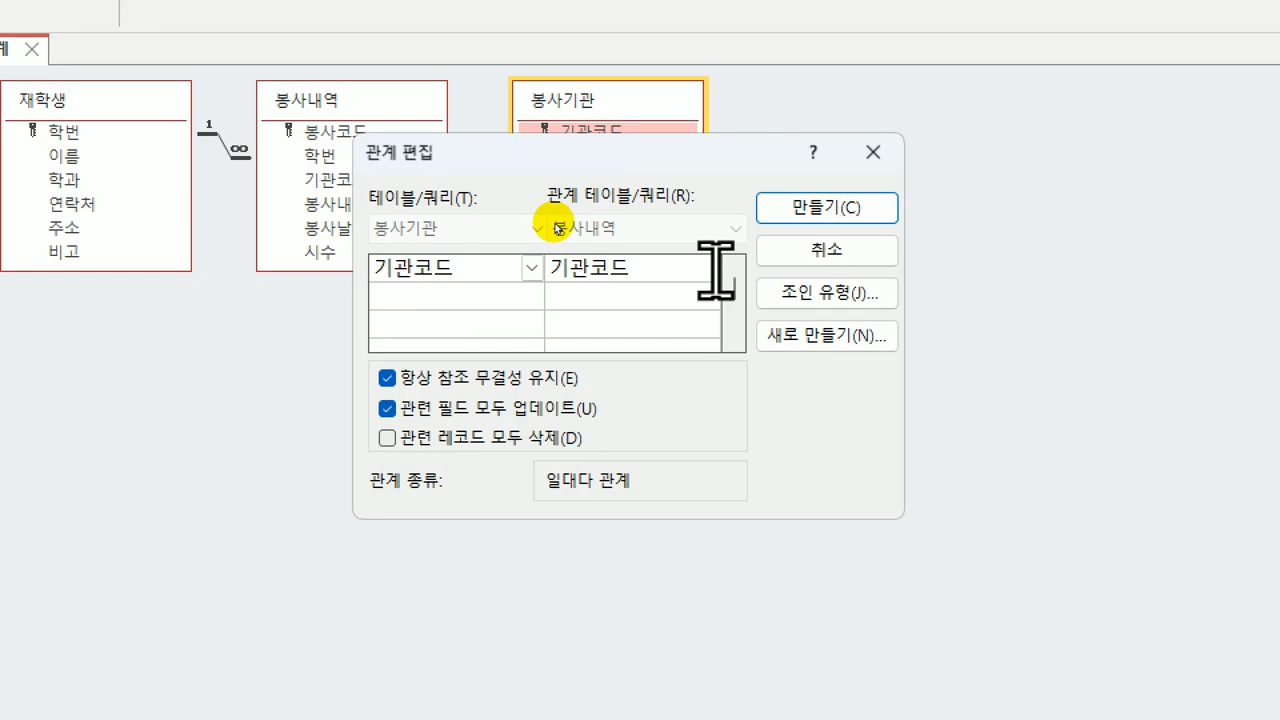 계
재학생
학번
이름
학과
연락처
주소
비고
1
∞
봉사내역
봉사코드
학번
기관코
봉사내
봉사날
시수
봉사기관
기관코드
관계 편집
?
테이블/쿼리(T):
관계 테이블/쿼리(R):
봉사기관
봉사내역
기관코드
기관코드
만들기(C)
취소
조인 유형(J)...
새로 만들기(N)...
항상 참조 무결성 유지(E)
관련 필드 모두 업데이트(U)
관련 레코드 모두 삭제(D)
관계 종류:
일대다 관계